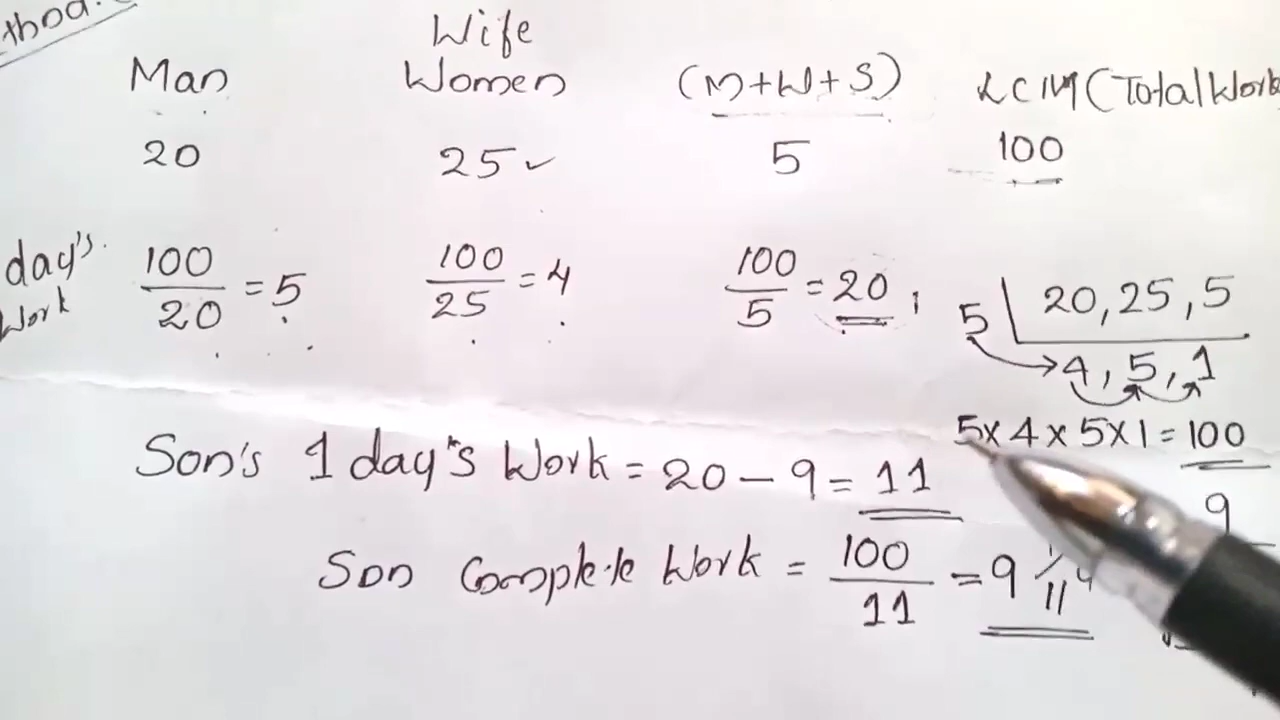 Wife
Man Women (M+W+S) LCM (Total Work
20 25 ✓ 5 100
day's Work 100/20 = 5 100/25 = 4 100/5 = 20
5 | 20, 25, 5
4, 5, 1
5 x 4 x 5 x 1 = 100
Son's 1 day's Work = 20 - 9 = 11
9
Son Complete Work = 100/11 = 9 1/11